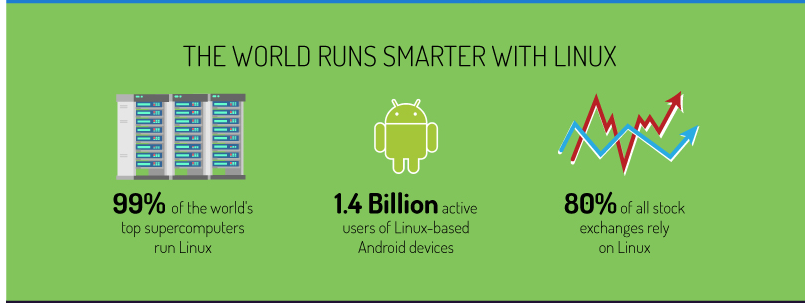 THE WORLD RUNS SMARTER WITH LINUX
99% of the world's
top supercomputers
run Linux
1.4 Billion active
users of Linux-based
Android devices
80% of all stock
exchanges rely
on Linux